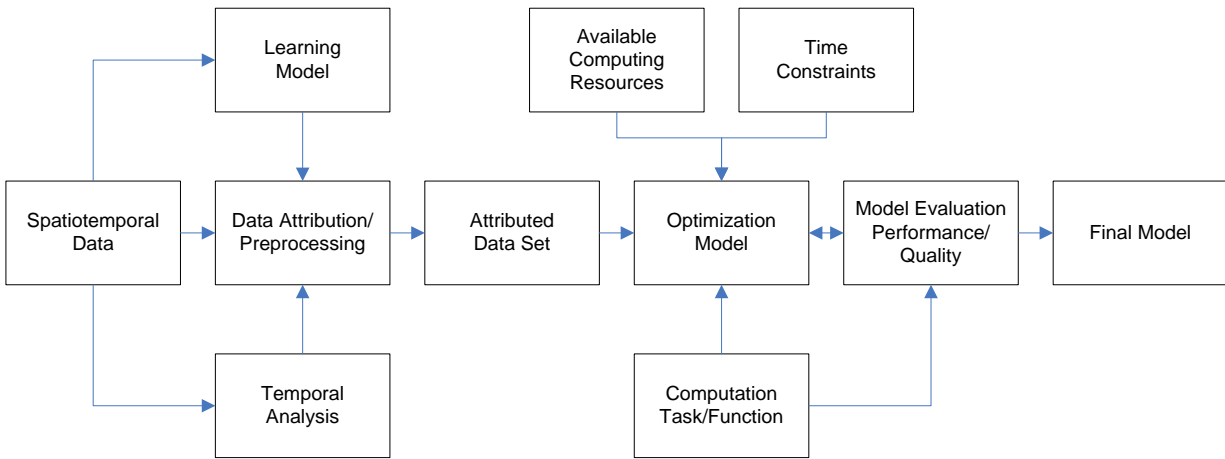 Learning
Model
Available
Computing
Resources
Time
Constraints
Spatiotemporal
Data
Data Attribution/
Preprocessing
Attributed
Data Set
Optimization
Model
Model Evaluation
Performance/
Quality
Final Model
Temporal
Analysis
Computation
Task/Function